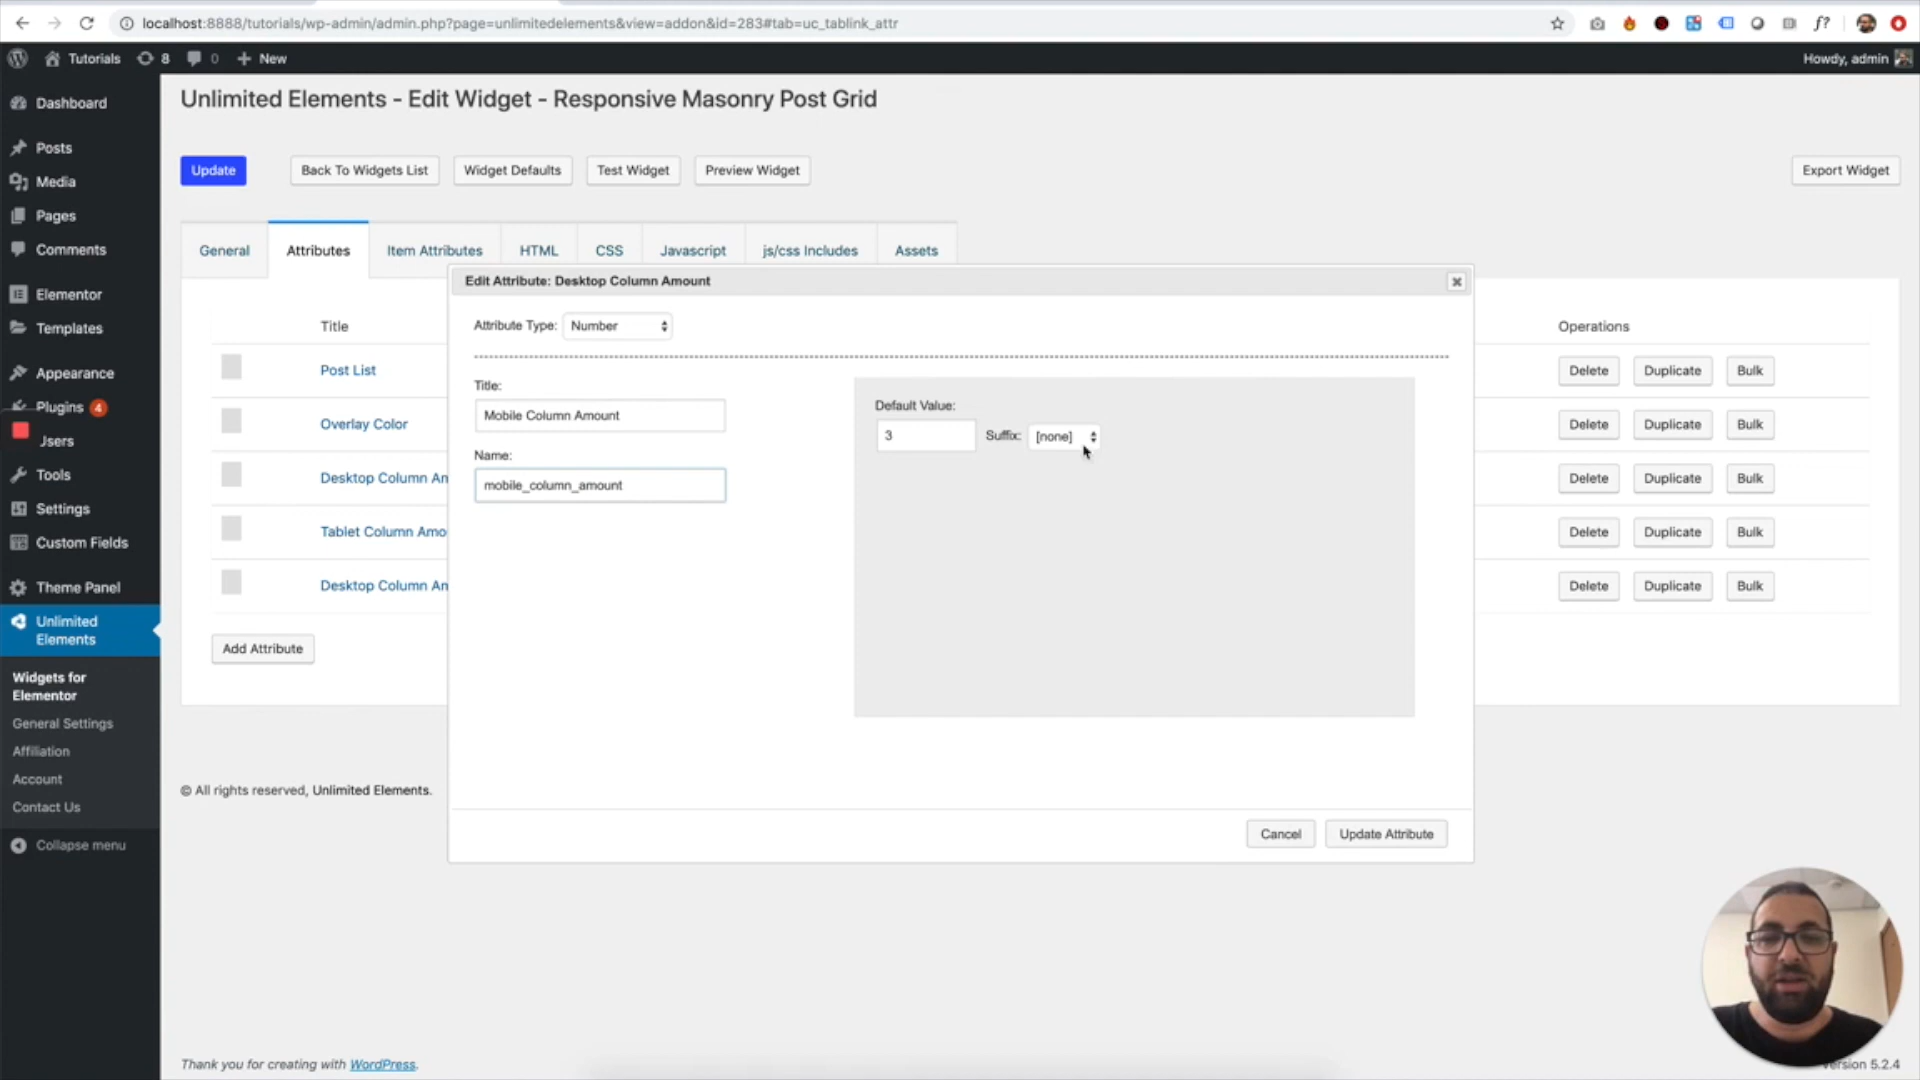 localhost:8888/tutorials/wp-admin/admin.php?page=unlimitedelements&view=addon&id=283#tab=uc_tablink_attr
f?
Tutorials 8 0 New
Howdy, admin
Dashboard
Posts
Media
Pages
Comments
Elementor
Templates
Appearance
Plugins 4
Jsers
Tools
Settings
Custom Fields
Theme Panel
Unlimited
Elements
Widgets for
Elementor
General Settings
Affiliation
Account
Contact Us
Collapse menu
Unlimited Elements - Edit Widget - Responsive Masonry Post Grid
Update Back To Widgets List Widget Defaults Test Widget Preview Widget Export Widget
General Attributes Item Attributes HTML CSS Javascript js/css Includes Assets
Title Operations
Post List Delete Duplicate Bulk
Overlay Color Delete Duplicate Bulk
Desktop Column An Delete Duplicate Bulk
Tablet Column Amo Delete Duplicate Bulk
Desktop Column An Delete Duplicate Bulk
Add Attribute
Edit Attribute: Desktop Column Amount
Attribute Type: Number
Title:
Mobile Column Amount
Name:
mobile_column_amount
Default Value:
3 Suffix: [none]
Cancel Update Attribute
© All rights reserved, Unlimited Elements.
Thank you for creating with WordPress.
Version 5.2.4